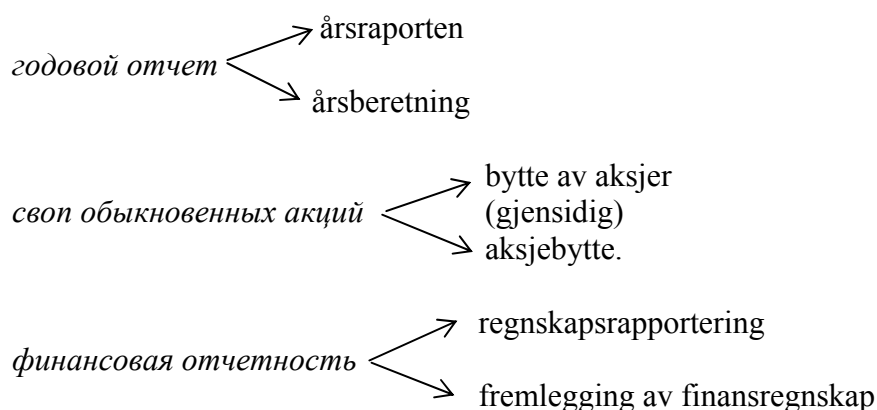 årsraporten
годовой отчет
årsberetning
bytte av aksjer
своп обыкновенных акций
(gjensidig)
aksjebytte.
regnskapsrapportering
финансовая отчетность
fremlegging av finansregnskap